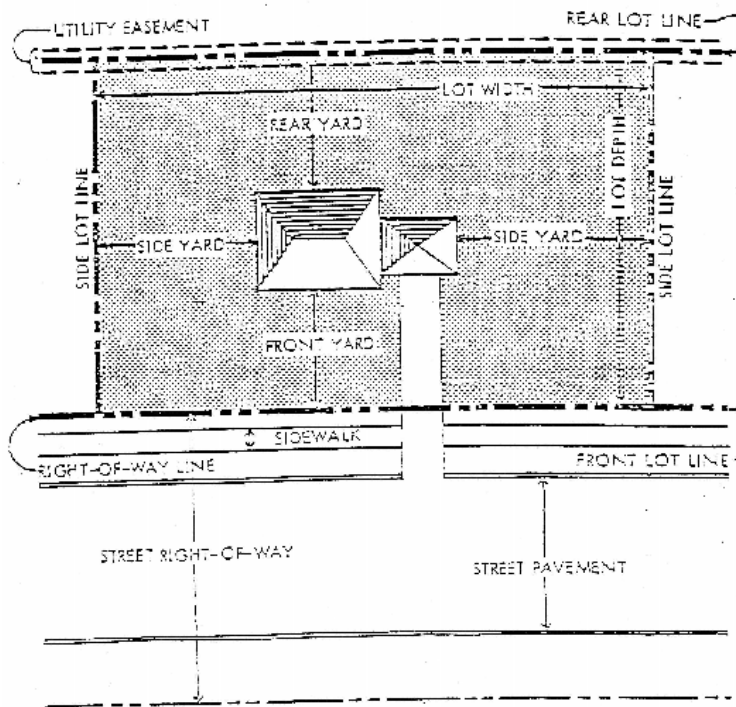 UTILITY EASEMENT
REAR LOT LINE
LOT WIDTH
REAR YARD
LOT DEPTH
SIDE LOT LINE
SIDE YARD
SIDE YARD
SIDE LOT LINE
FRONT YARD
SIDEWALK
RIGHT-OF-WAY LINE
FRONT LOT LINE
STREET RIGHT-OF-WAY
STREET PAVEMENT